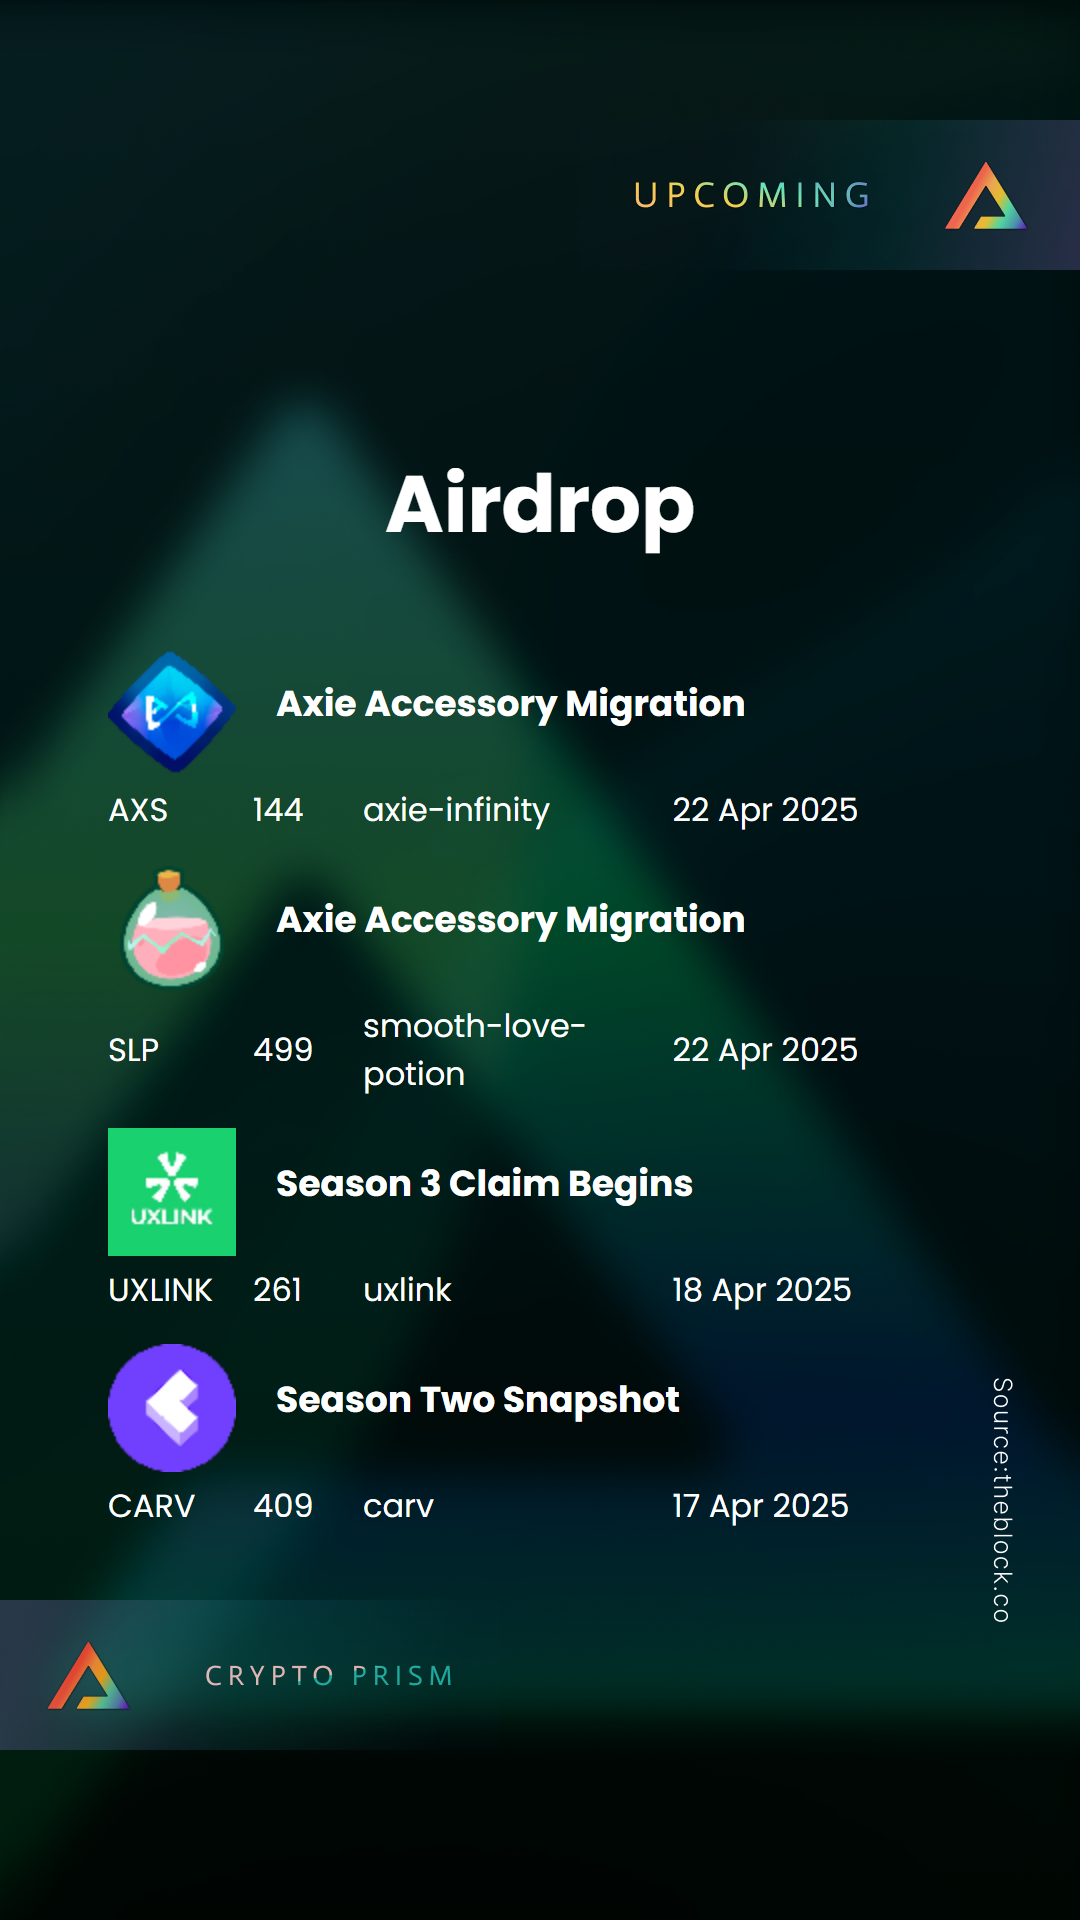 UPCOMING
Airdrop
Axie Accessory Migration
AXS 144 axie-infinity 22 Apr 2025
Axie Accessory Migration
SLP 499 smooth-love-
potion 22 Apr 2025
UXLINK
Season 3 Claim Begins
UXLINK 261 uxlink 18 Apr 2025
Season Two Snapshot
CARV 409 carv 17 Apr 2025
Source:theblock.co
CRYPTO PRISM